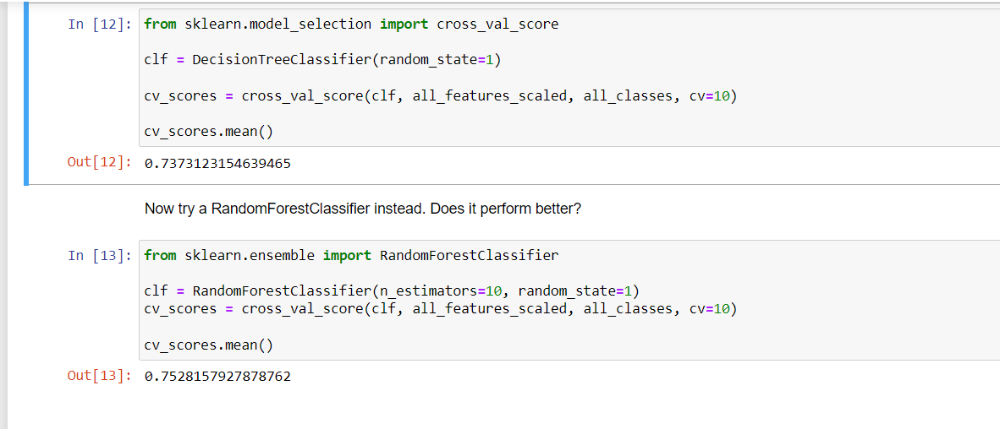 In [12]: from sklearn.model_selection import cross_val_score
clf = DecisionTreeClassifier(random_state=1)
cv_scores = cross_val_score(clf, all_features_scaled, all_classes, cv=10)
cv_scores.mean()
Out[12]: 0.7373123154639465
Now try a RandomForestClassifier instead. Does it perform better?
In [13]: from sklearn.ensemble import RandomForestClassifier
clf = RandomForestClassifier(n_estimators=10, random_state=1)
cv_scores = cross_val_score(clf, all_features_scaled, all_classes, cv=10)
cv_scores.mean()
Out[13]: 0.7528157927878762